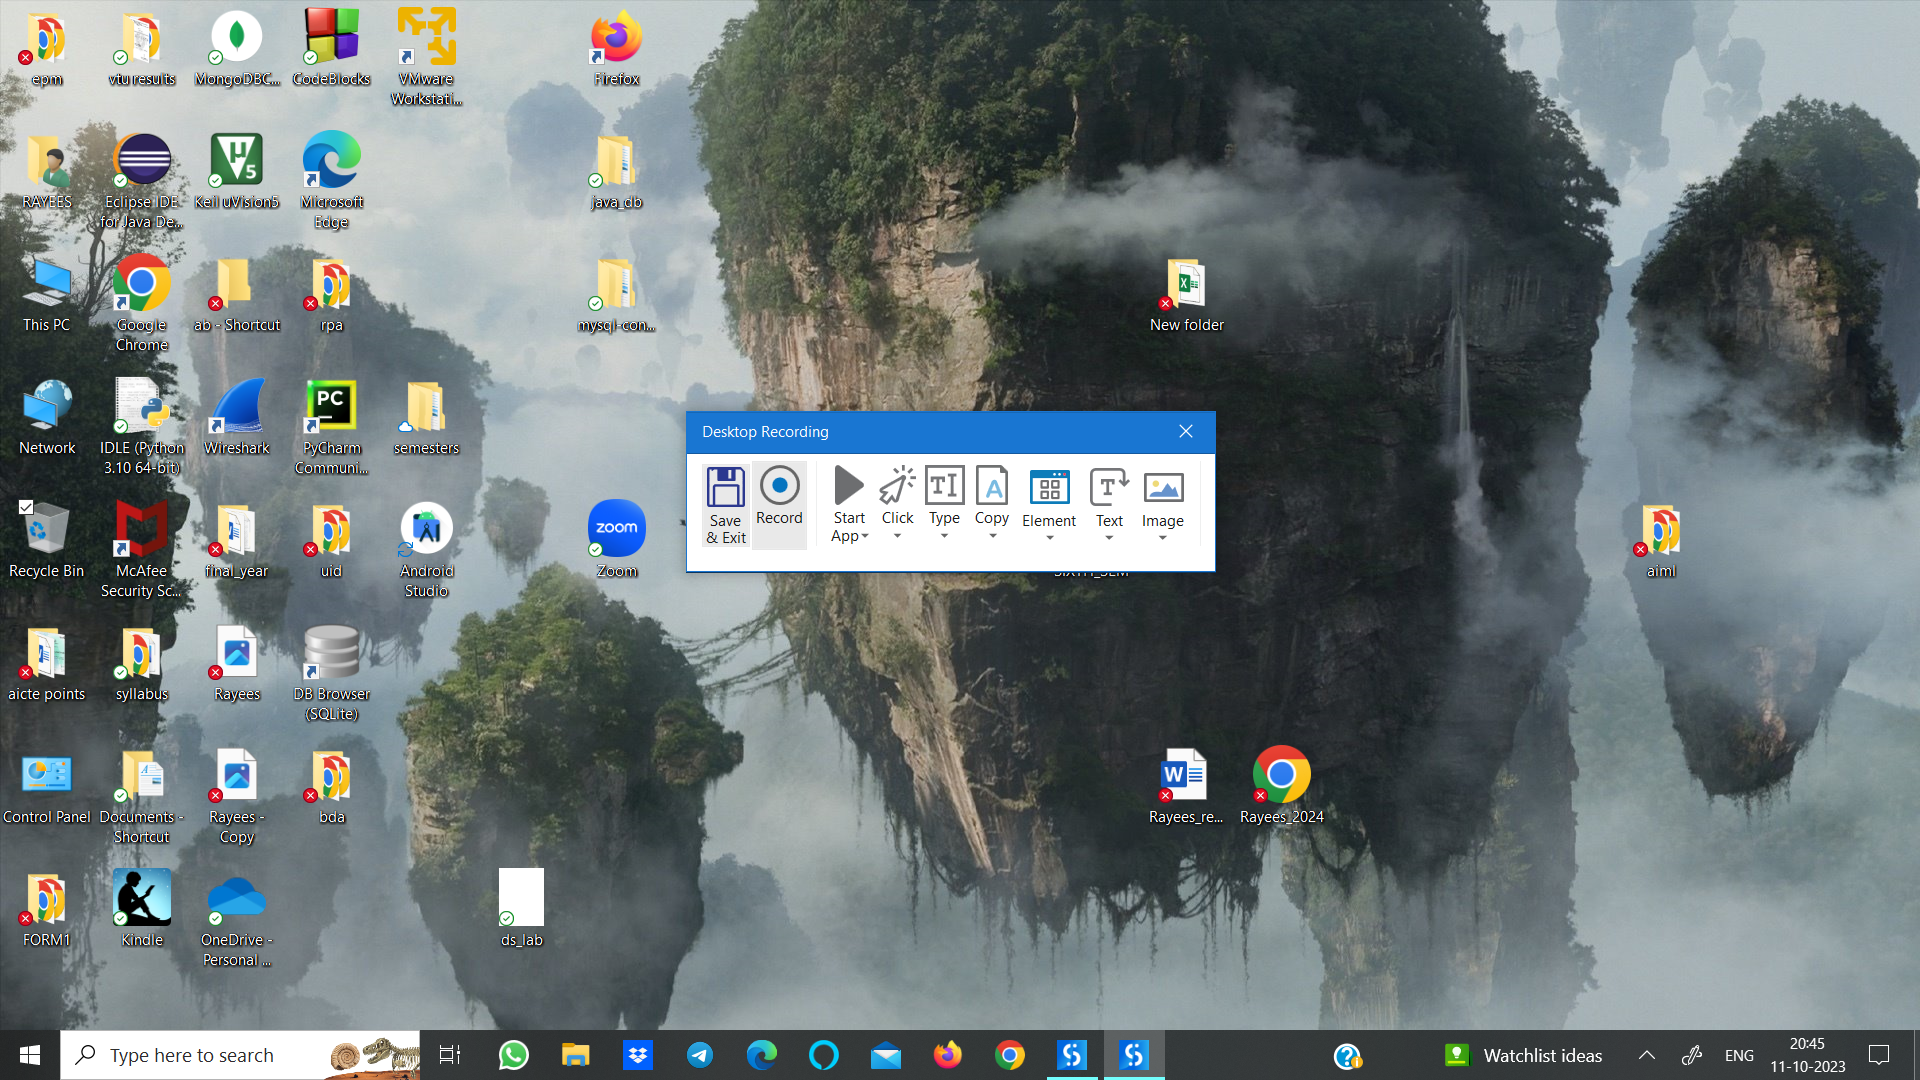 epm
vtu results
MongoDBC...
CodeBlocks
VMware
Workstati...
Firefox
RAYEES
Eclipse IDE
for Java De...
Keil uVision5
Microsoft
Edge
java_db
This PC
Google
Chrome
ab - Shortcut
rpa
mysql-con...
New folder
Network
IDLE (Python
3.10 64-bit)
Wireshark
PC
PyCharm
Communi...
semesters
Desktop Recording
Save
& Exit
Record
Start
App
Click
Type
Copy
Element
Text
Image
Recycle Bin
McAfee
Security Sc...
final_year
uid
Android
Studio
zoom
Zoom
SIXTH_SEM
aiml
aicte points
syllabus
Rayees
DB Browser
(SQLite)
Control Panel
Documents -
Shortcut
Rayees -
Copy
bda
Rayees_re...
Rayees_2024
FORM1
Kindle
OneDrive -
Personal ...
ds_lab
Type here to search
Watchlist ideas
ENG
20:45
11-10-2023